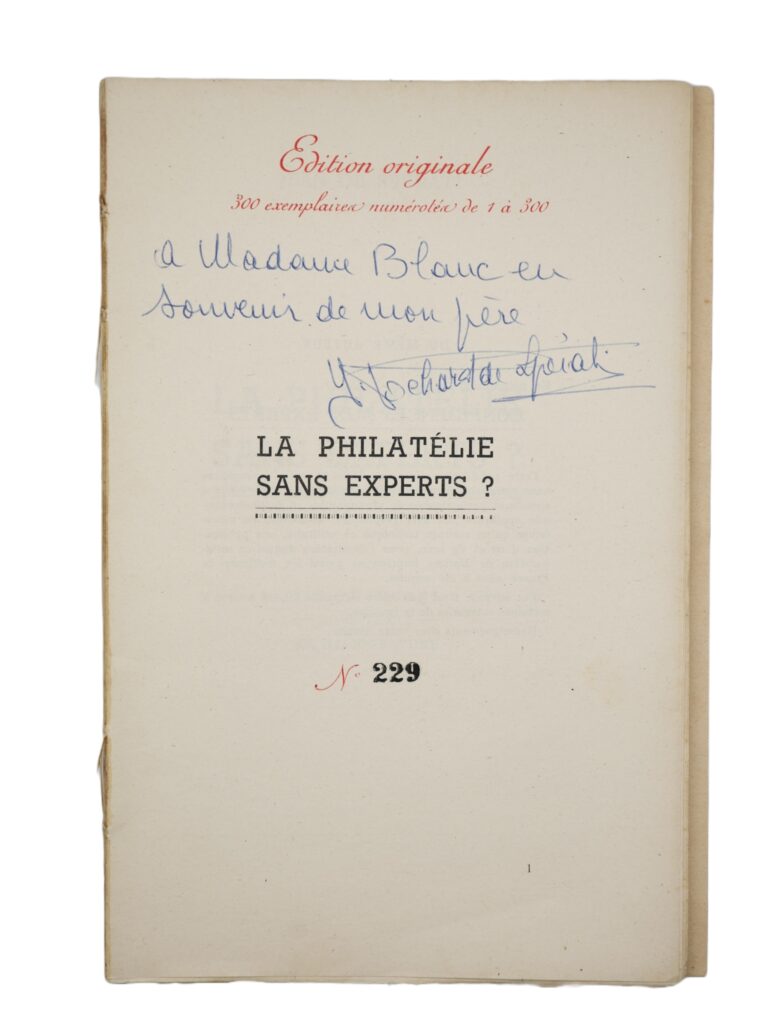 Edition originale
300 exemplaires numérotés de 1 à 300
a Madame Blanc en
souvenir de mon père
de
LA PHILATÉLIE
SANS EXPERTS ?
N° 229
1